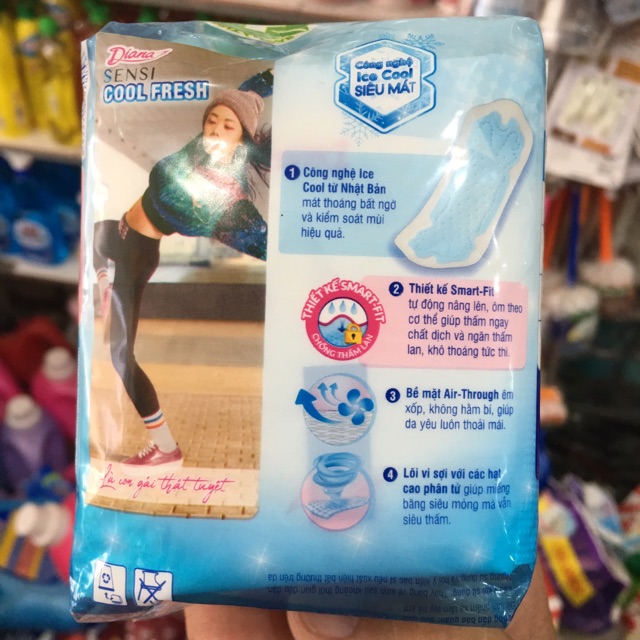 Diana
SENSI
COOL FRESH
Công nghệ
Ice Cool
SIÊU MÁT
1 Công nghệ Ice
Cool từ Nhật Bản
mát thoáng bất ngờ
và kiểm soát mùi
hiệu quả.
THIẾT KẾ SMART-FIT
CHỐNG THẤM LAN
2 Thiết kế Smart-Fit
tự động nâng lên, ôm theo
cơ thể giúp thấm ngay
chất dịch và ngăn thấm
lan, khô thoáng tức thì.
3 Bề mặt Air-Through êm
xốp, không hằm bí, giúp
da yêu luôn thoải mái.
4 Lõi vi sợi với các hạt
cao phân tử giúp miếng
băng siêu mỏng mà vẫn
siêu thấm.
Là con gái thật tuyệt